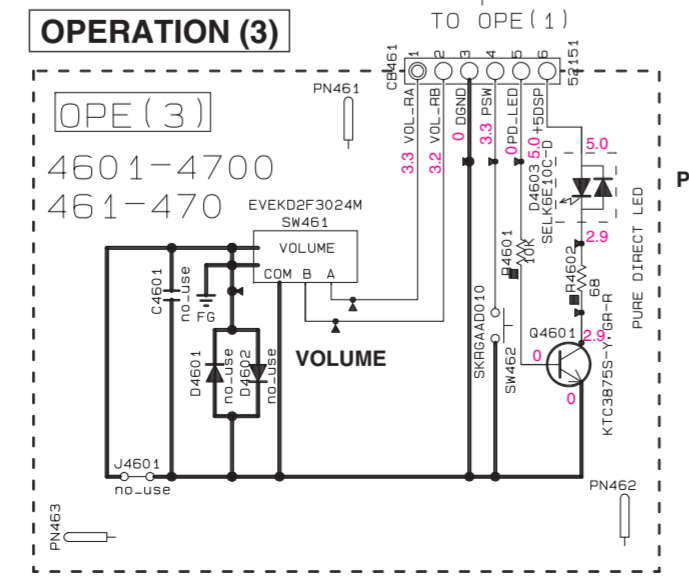 OPERATION (3)
TO OPE(1)
CB461
1
2
3
4
5
6
52151
PN461
OPE(3)
4601-4700
461-470
3.3 VOL_RA
3.2 VOL_RB
0 DGND
3.3 PSW
0 PD_LED
5.0 +5DSP
5.0
D4603
SELK6E10C-D
P
EVEKD2F3024M
SW461
VOLUME
COM B A
C4601
no_use
FG
2.9
R4601
10K
R4602
68
PURE DIRECT LED
SKRGAAD010
SW462
Q4601
2.9
KTC3875S-Y,GR-R
0
0
D4601
no_use
D4602
no_use
VOLUME
J4601
no_use
PN462
PN463